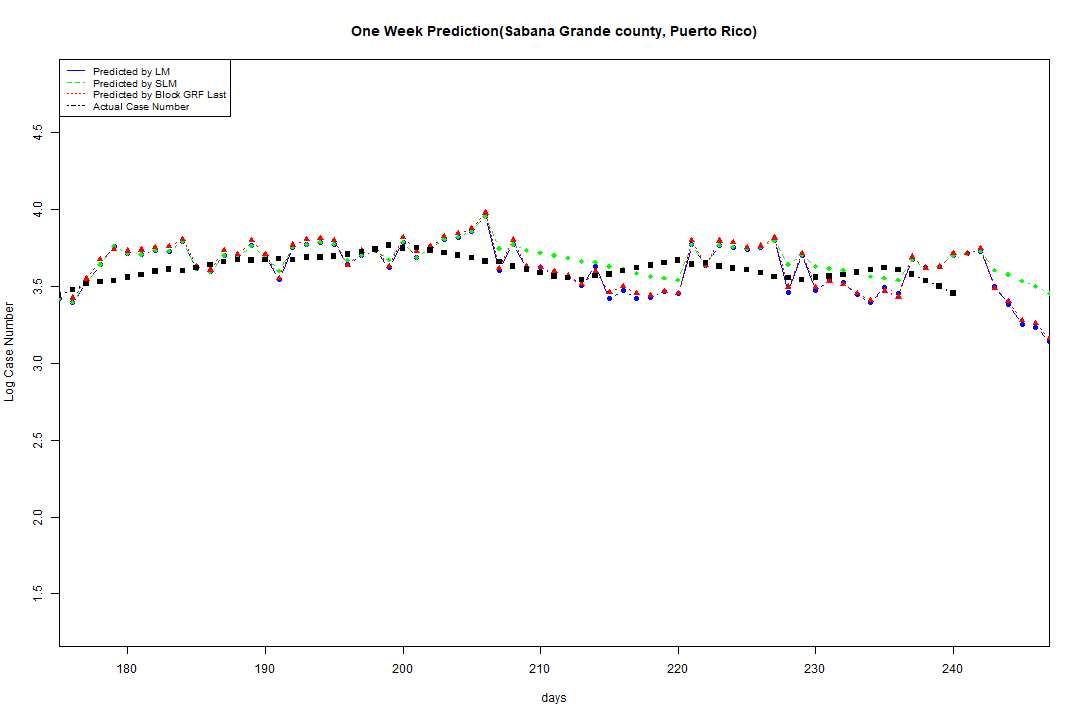 One Week Prediction(Sabana Grande county, Puerto Rico)
Predicted by LM
Predicted by SLM
Predicted by Block GRF Last
Actual Case Number
4.5
4.0
3.5
3.0
2.5
2.0
1.5
Log Case Number
180 190 200 210 220 230 240
days